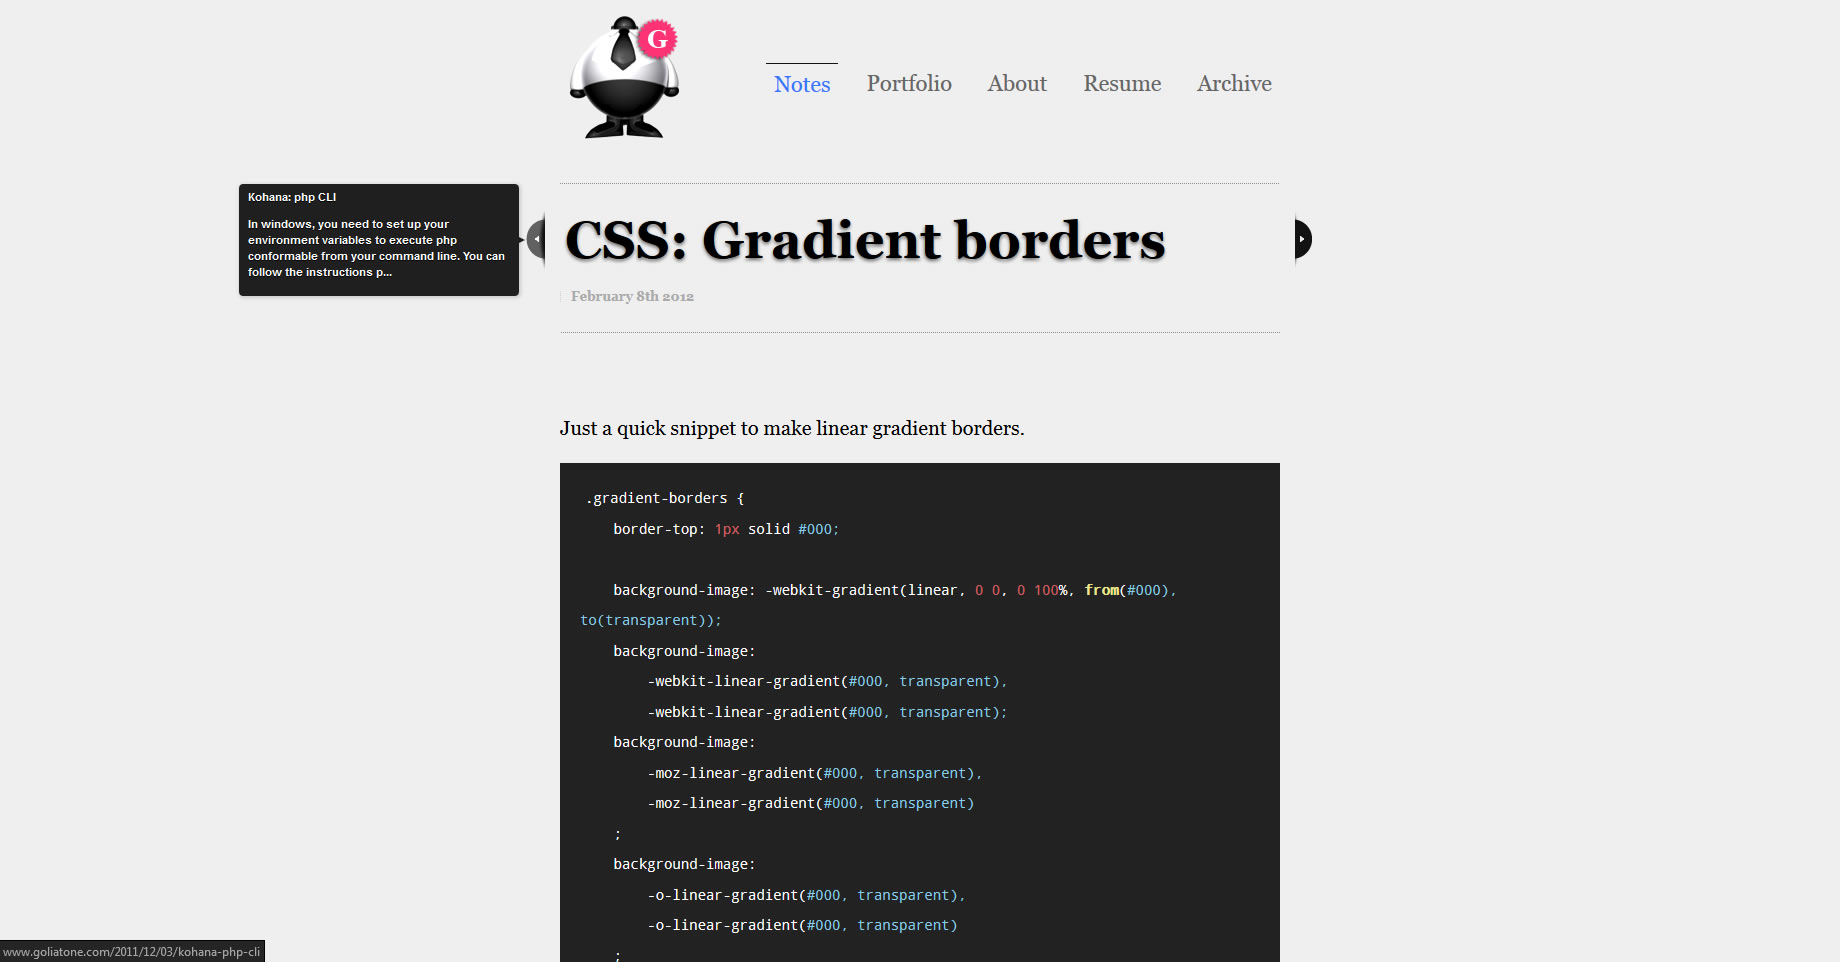 G
Notes Portfolio About Resume Archive
Kohana: php CLI
In windows, you need to set up your
environment variables to execute php
conformable from your command line. You can
follow the instructions p...
CSS: Gradient borders
February 8th 2012
Just a quick snippet to make linear gradient borders.
.gradient-borders {
border-top: 1px solid #000;
background-image: -webkit-gradient(linear, 0 0, 0 100%, from(#000),
to(transparent));
background-image:
-webkit-linear-gradient(#000, transparent),
-webkit-linear-gradient(#000, transparent);
background-image:
-moz-linear-gradient(#000, transparent),
-moz-linear-gradient(#000, transparent)
;
background-image:
-o-linear-gradient(#000, transparent),
-o-linear-gradient(#000, transparent)
;
www.goliatone.com/2011/12/03/kohana-php-cli